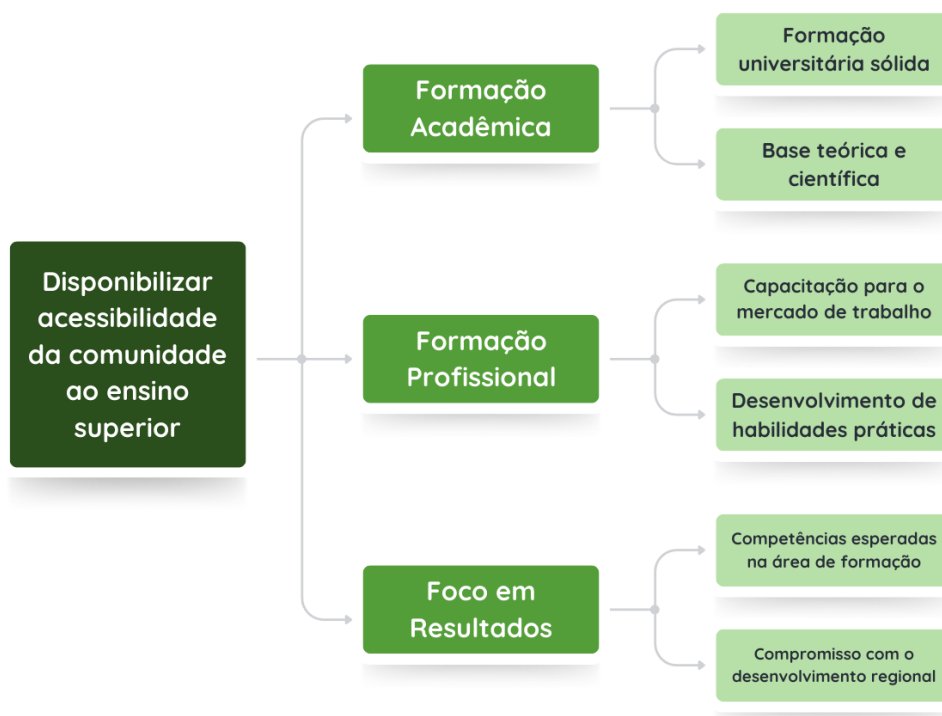 Disponibilizar
acessibilidade
da comunidade
ao ensino
superior
Formação
Acadêmica
Formação
universitária sólida
Base teórica e
científica
Formação
Profissional
Capacitação para o
mercado de trabalho
Desenvolvimento de
habilidades práticas
Foco em
Resultados
Competências esperadas
na área de formação
Compromisso com o
desenvolvimento regional